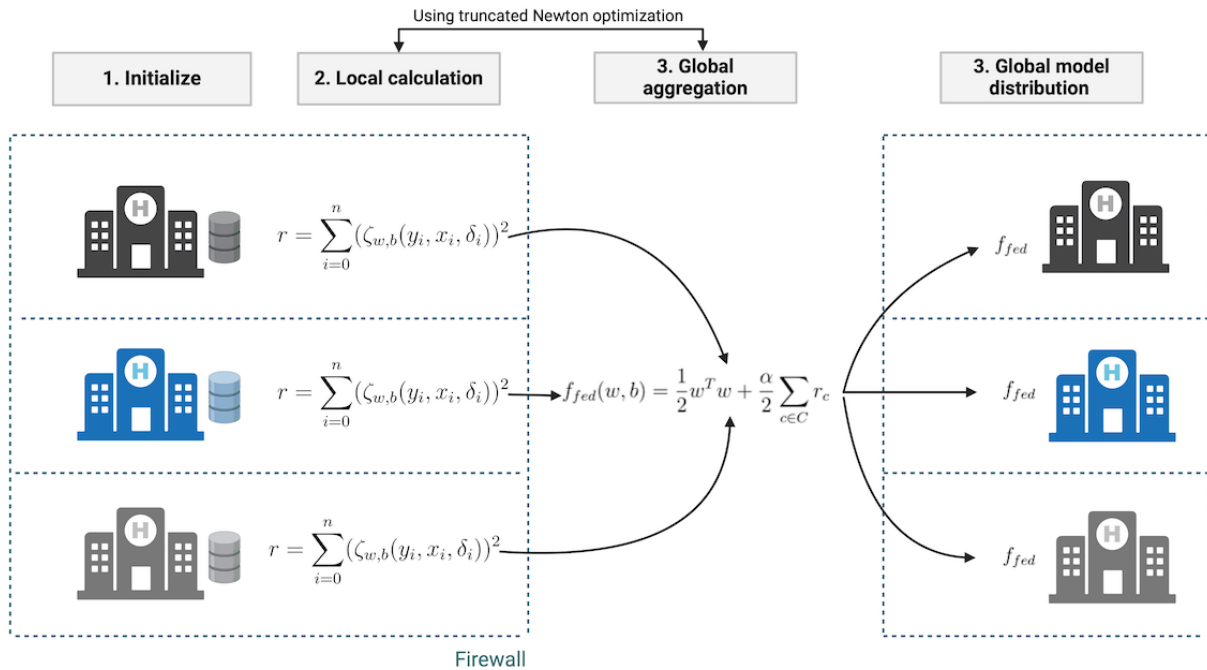 Using truncated Newton optimization
1. Initialize
2. Local calculation
3. Global
aggregation
3. Global model
distribution
H
r = \sum_{i=0}^{n} (\zeta_{w,b}(y_i, x_i, \delta_i))^2
f_{fed}
H
H
r = \sum_{i=0}^{n} (\zeta_{w,b}(y_i, x_i, \delta_i))^2
f_{fed}(w, b) = \frac{1}{2} w^T w + \frac{\alpha}{2} \sum_{c \in C} r_c
f_{fed}
H
H
r = \sum_{i=0}^{n} (\zeta_{w,b}(y_i, x_i, \delta_i))^2
f_{fed}
H
Firewall